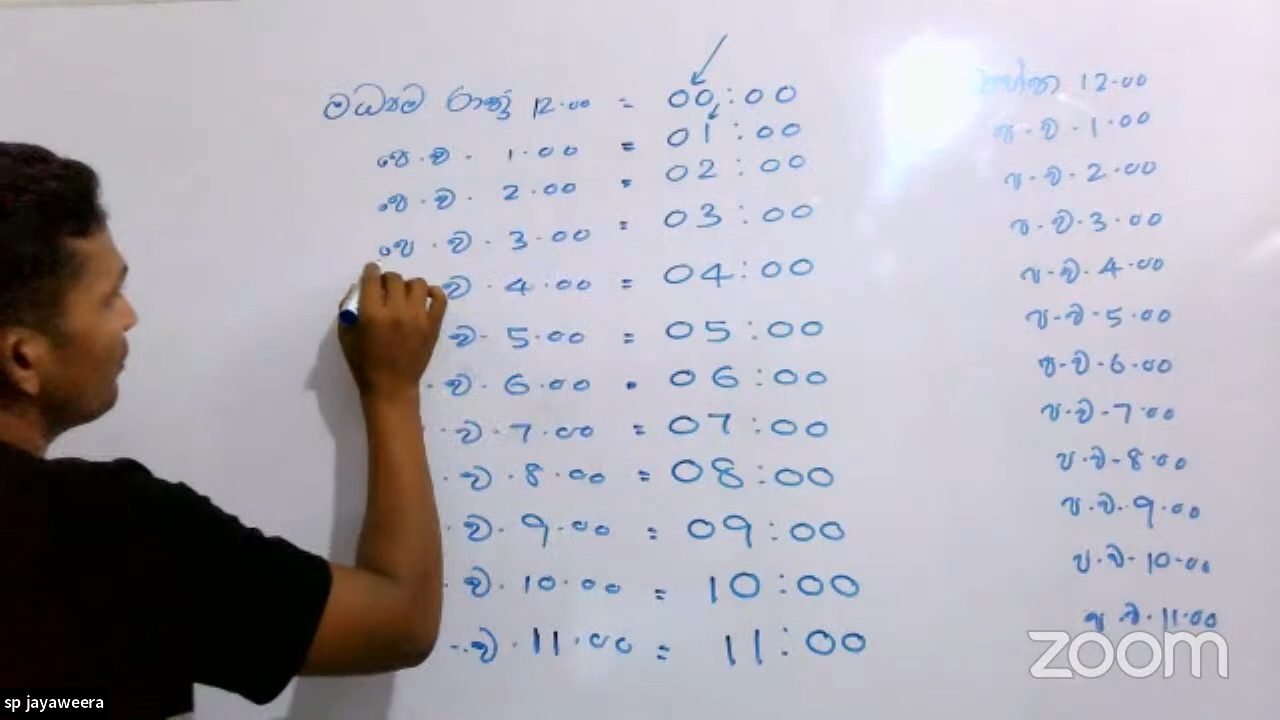 මධ්‍යම රාත්‍රී 12.00 = 00:00
පෙ.ව. 1.00 = 01:00
පෙ.ව. 2.00 = 02:00
පෙ.ව. 3.00 = 03:00
ව. 4.00 = 04:00
ව. 5.00 = 05:00
ව. 6.00 = 06:00
ව. 7.00 = 07:00
ව. 8.00 = 08:00
ව. 9.00 = 09:00
ව. 10.00 = 10:00
ව. 11.00 = 11:00
12.00
ප.ව. 1.00
ප.ව. 2.00
ප.ව. 3.00
ප.ව. 4.00
ප.ව. 5.00
ප.ව. 6.00
ප.ව. 7.00
ප.ව. 8.00
ප.ව. 9.00
ප.ව. 10.00
ප.ව. 11.00
zoom
sp jayaweera